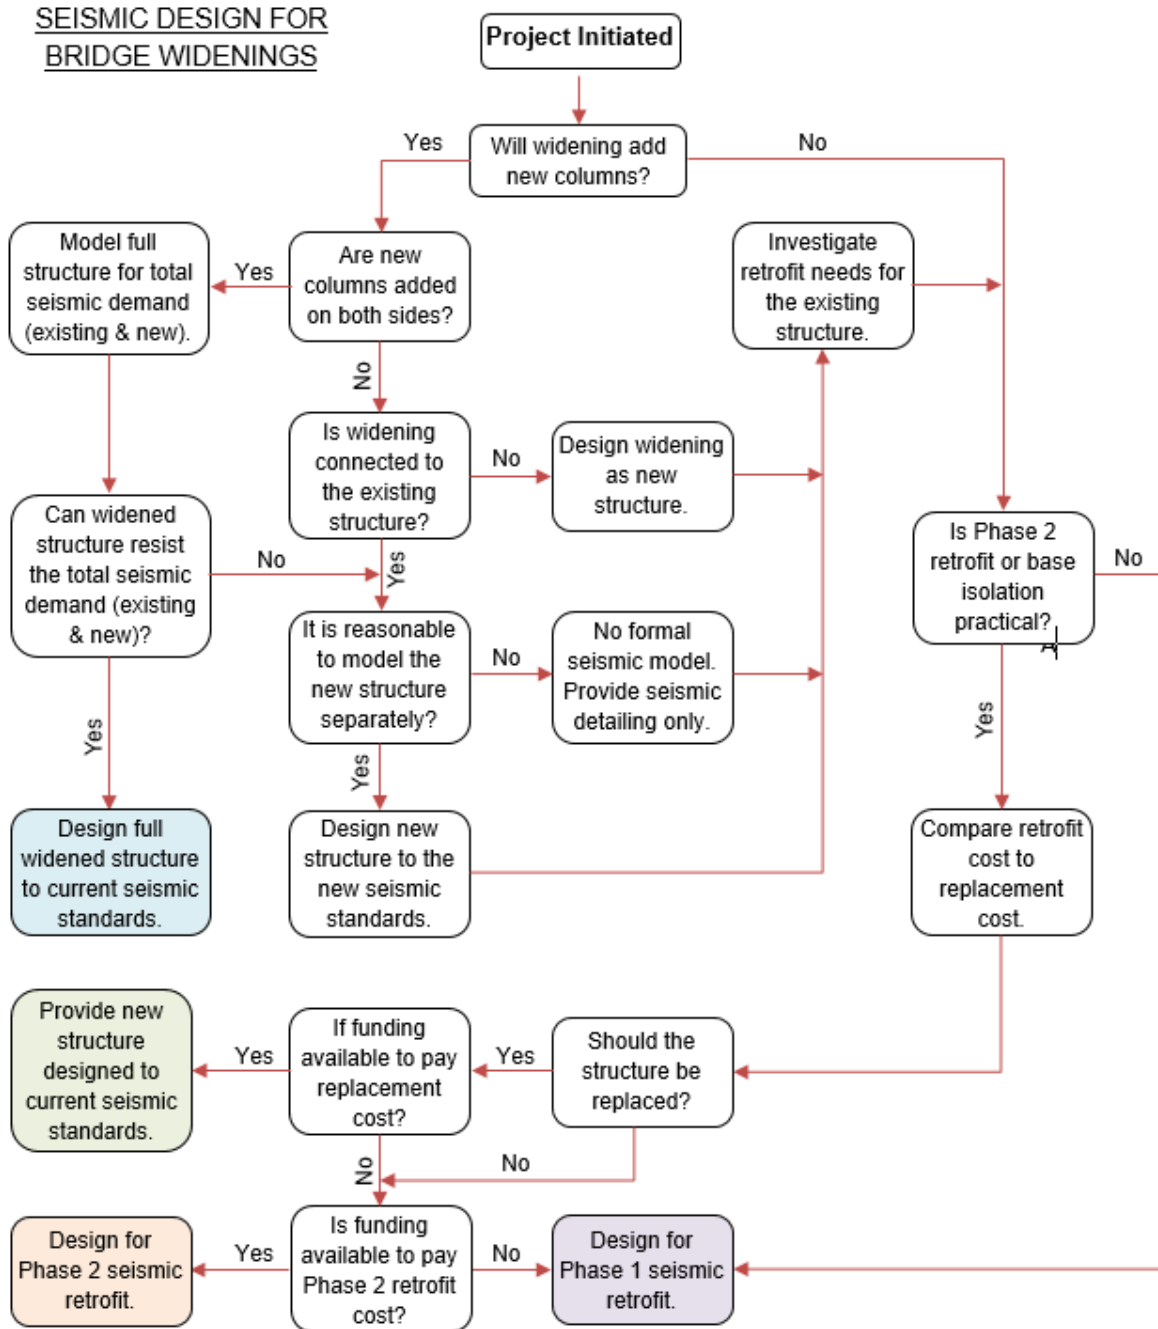 SEISMIC DESIGN FOR
BRIDGE WIDENINGS
Project Initiated
Will widening add
new columns?
Yes
No
Model full
structure for total
seismic demand
(existing & new).
Yes
Are new
columns added
on both sides?
Investigate
retrofit needs for
the existing
structure.
No
Is widening
connected to
the existing
structure?
No
Design widening
as new
structure.
Can widened
structure resist
the total seismic
demand (existing
& new)?
No
Yes
Is Phase 2
retrofit or base
isolation
practical?
No
It is reasonable
to model the
new structure
separately?
No
No formal
seismic model.
Provide seismic
detailing only.
Yes
Yes
Yes
Design full
widened structure
to current seismic
standards.
Design new
structure to the
new seismic
standards.
Compare retrofit
cost to
replacement
cost.
Provide new
structure
designed to
current seismic
standards.
Yes
If funding
available to pay
replacement
cost?
Yes
Should the
structure be
replaced?
No
No
Design for
Phase 2 seismic
retrofit.
Yes
Is funding
available to pay
Phase 2 retrofit
cost?
No
Design for
Phase 1 seismic
retrofit.